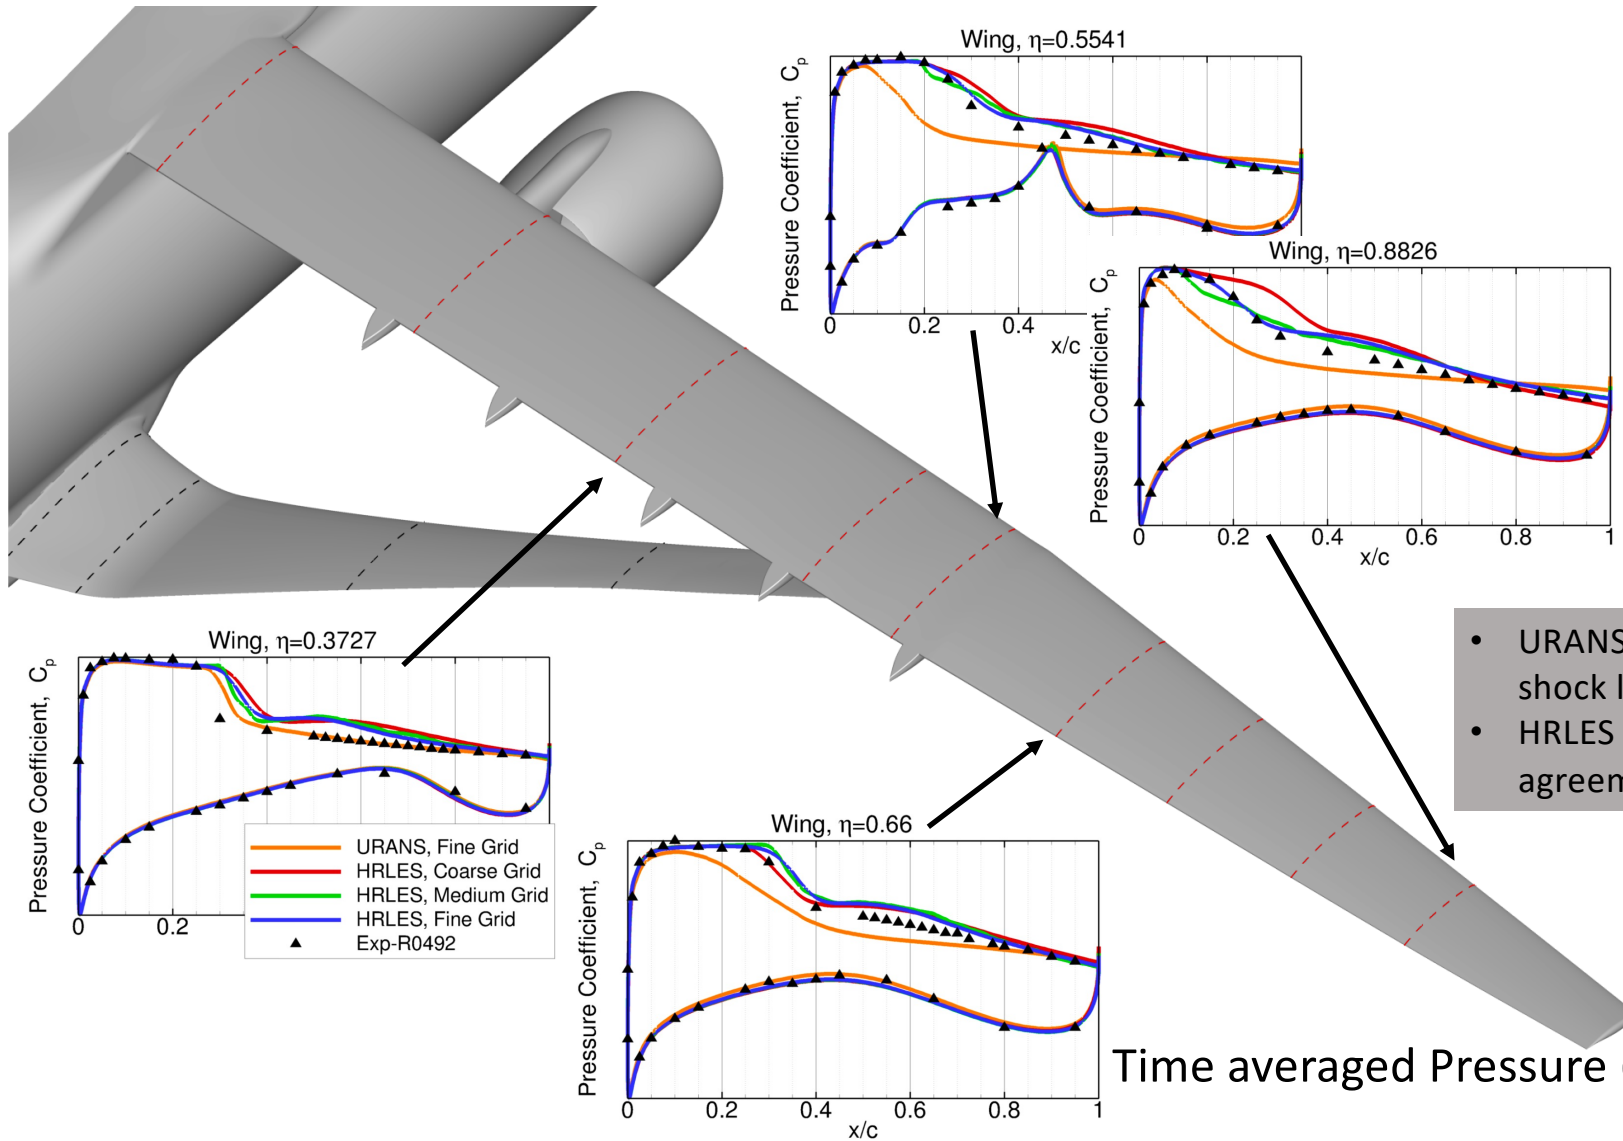 Wing, η=0.5541
Pressure Coefficient, Cp
0 0.2 0.4
x/c
Wing, η=0.8826
Pressure Coefficient, Cp
0 0.2 0.4 0.6 0.8 1
x/c
• URANS
shock l
• HRLES
agreem
Wing, η=0.3727
Pressure Coefficient, Cp
0 0.2
URANS, Fine Grid
HRLES, Coarse Grid
HRLES, Medium Grid
HRLES, Fine Grid
Exp-R0492
Wing, η=0.66
Pressure Coefficient, Cp
0 0.2 0.4 0.6 0.8 1
x/c
Time averaged Pressure